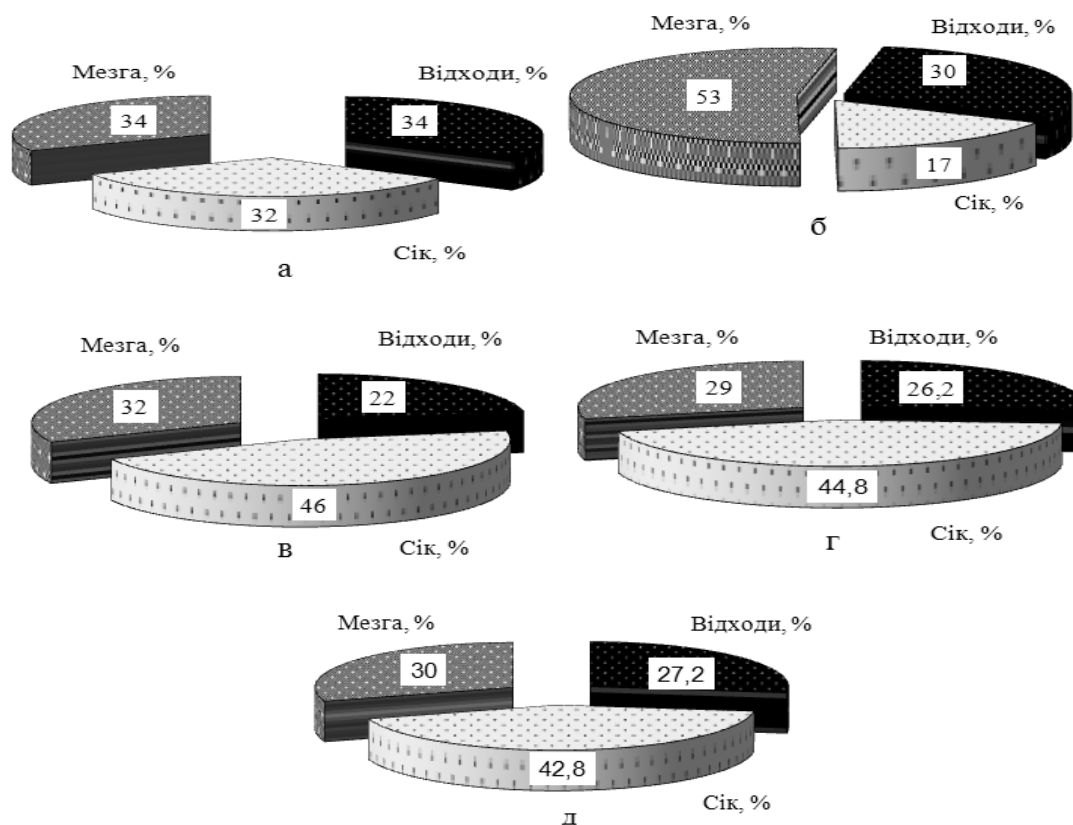 Мезга, %
Відходи, %
34
34
32
Сік, %
а
Мезга, %
Відходи, %
53
30
17
Сік, %
б
Мезга, %
Відходи, %
32
22
46
Сік, %
в
Мезга, %
Відходи, %
29
26,2
44,8
Сік, %
г
Мезга, %
Відходи, %
30
27,2
42,8
Сік, %
д